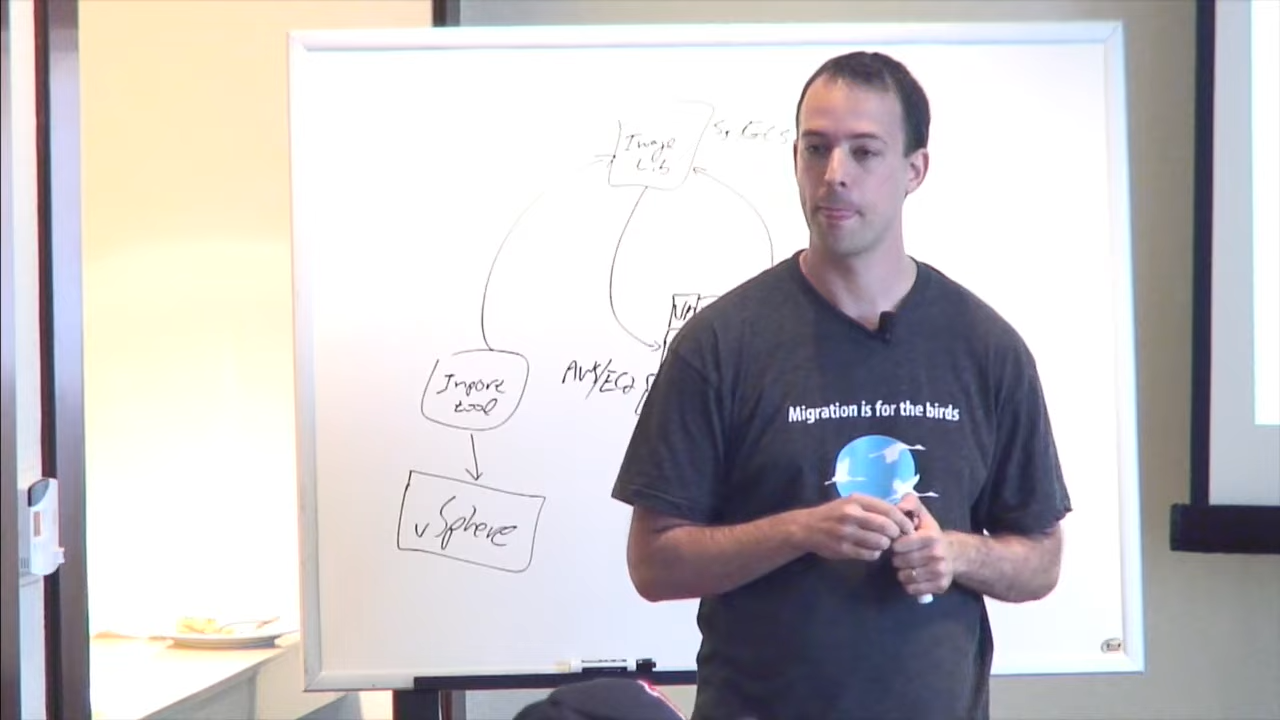 Image
Lib
Import
tool
vSphere
Migration is for the birds